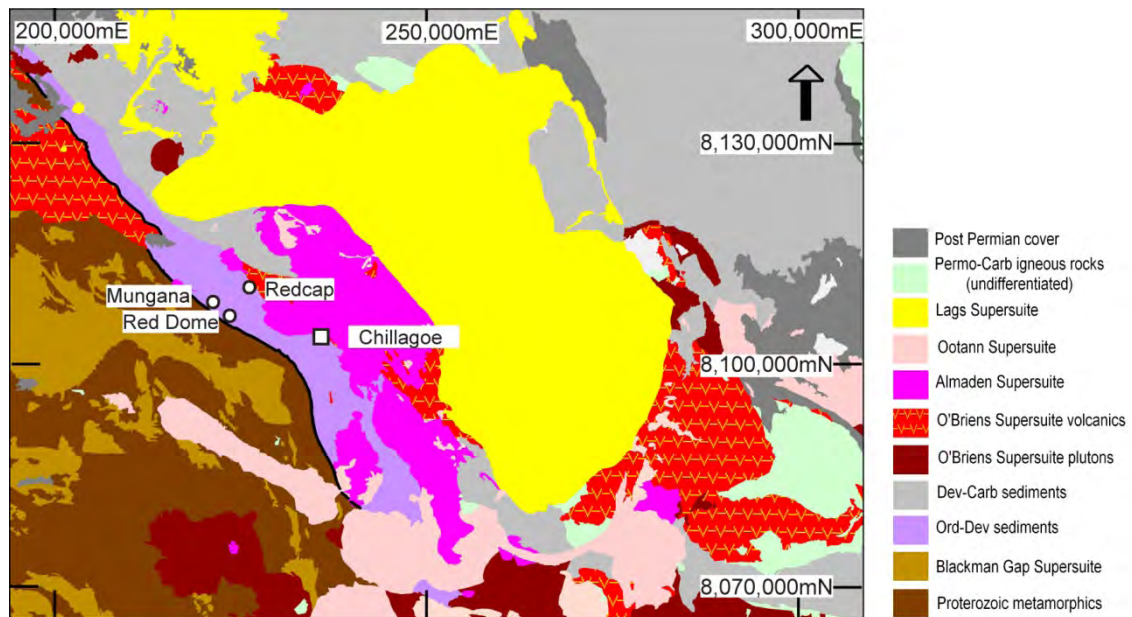 200,000mE
250,000mE
300,000mE
8,130,000mN
Redcap
Mungana
Red Dome
Chillagoe
8,100,000mN
8,070,000mN
Post Permian cover
Permo-Carb igneous rocks
(undifferentiated)
Lags Supersuite
Ootann Supersuite
Almaden Supersuite
O'Briens Supersuite volcanics
O'Briens Supersuite plutons
Dev-Carb sediments
Ord-Dev sediments
Blackman Gap Supersuite
Proterozoic metamorphics